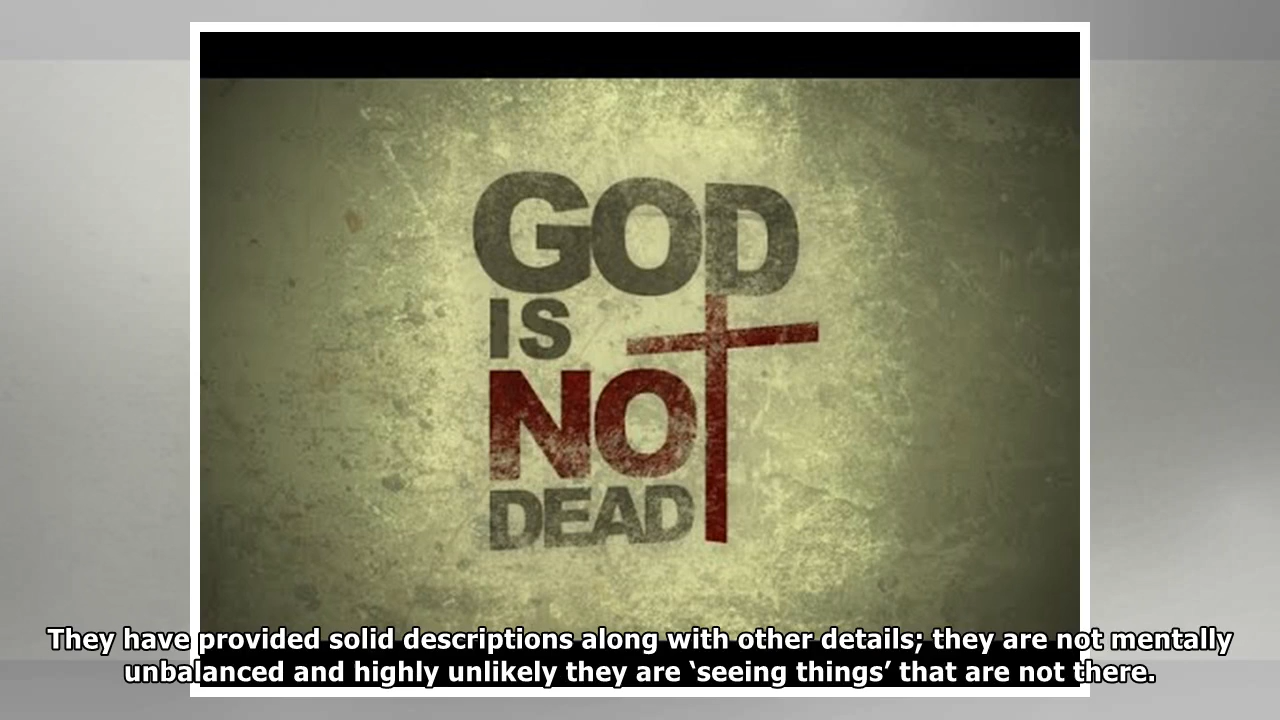 GOD
IS
NOT
DEAD
They have provided solid descriptions along with other details; they are not mentally
unbalanced and highly unlikely they are ‘seeing things’ that are not there.